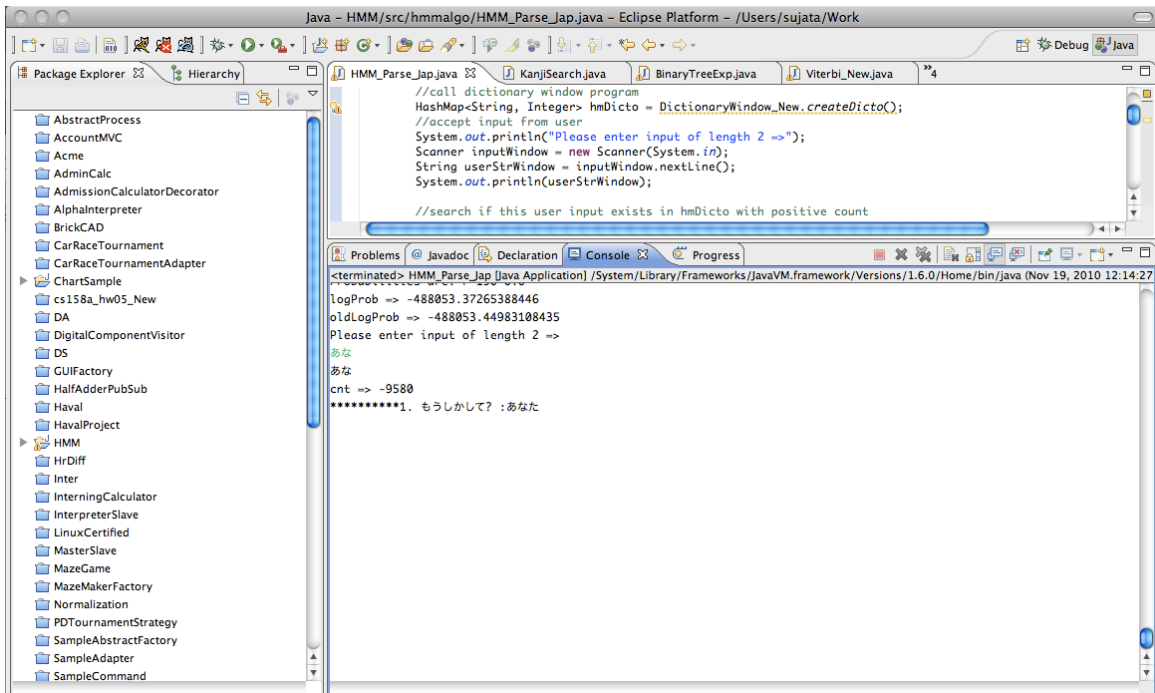 Java – HMM/src/hmmalgo/HMM_Parse_Jap.java – Eclipse Platform – /Users/sujata/Work
Debug Java
Package Explorer Hierarchy
AbstractProcess
AccountMVC
Acme
AdminCalc
AdmissionCalculatorDecorator
AlphaInterpreter
BrickCAD
CarRaceTournament
CarRaceTournamentAdapter
ChartSample
cs158a_hw05_New
DA
DigitalComponentVisitor
DS
GUIFactory
HalfAdderPubSub
Haval
HavalProject
HMM
HrDiff
Inter
InterningCalculator
InterpreterSlave
LinuxCertified
MasterSlave
MazeGame
MazeMakerFactory
Normalization
PDTournamentStrategy
SampleAbstractFactory
SampleAdapter
SampleCommand
HMM_Parse_Jap.java KanjiSearch.java BinaryTreeExp.java Viterbi_New.java »4
//call dictionary window program
HashMap<String, Integer> hmDicto = DictionaryWindow_New.createDicto();
//accept input from user
System.out.println("Please enter input of length 2 =>");
Scanner inputWindow = new Scanner(System.in);
String userStrWindow = inputWindow.nextLine();
System.out.println(userStrWindow);
//search if this user input exists in hmDicto with positive count
Problems @ Javadoc Declaration Console Progress
<terminated> HMM_Parse_Jap [Java Application] /System/Library/Frameworks/JavaVM.framework/Versions/1.6.0/Home/bin/java (Nov 19, 2010 12:14:27
logProb => -488053.37265388446
oldLogProb => -488053.44983108435
Please enter input of length 2 =>
あな
あな
cnt => -9580
**********1. もうしかして? :あなた